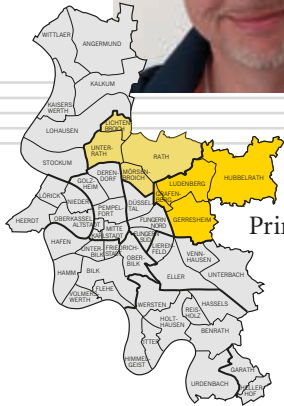 WITTLAER
ANGERMUND
KALKUM
KAISERS-
WERTH
LOHAUSEN
LICHTEN-
BROICH
UNTER-
RATH
RATH
STOCKUM
MÖRSEN-
BROICH
DEREN-
DORF
GOLZ-
HEIM
LUDENBERG
HUBBELRATH
GRAFEN-
BERG
DÜSSEL-
TAL
LÖRICK
NIEDER-
PEMPEL-
FORT
HEERDT
OBERKASSEL
ALTSTADT
FLINGERN
NORD
GERRESHEIM
Prin
MITTE
KARLSTADT
FLINGERN
SÜD
HAFEN
UNTER-
BILK
FRIEDRICH-
STADT
LIEREN-
FELD
VENN-
HAUSEN
OBER-
BILK
HAMM
BILK
ELLER
UNTERBACH
VOLMERS-
WERTH
FLEHE
WERSTEN
HASSELS
REIS-
HOLZ
HOLT-
HAUSEN
BENRATH
ITTER
HIMMEL-
GEIST
GARATH
URDENBACH
HELLER-
HOF